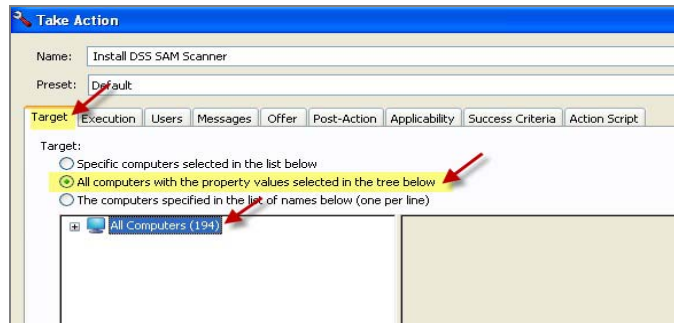 Take Action
Name: Install DSS SAM Scanner
Preset: Default
Target Execution Users Messages Offer Post-Action Applicability Success Criteria Action Script
Target:
Specific computers selected in the list below
All computers with the property values selected in the tree below
The computers specified in the list of names below (one per line)
All Computers (194)